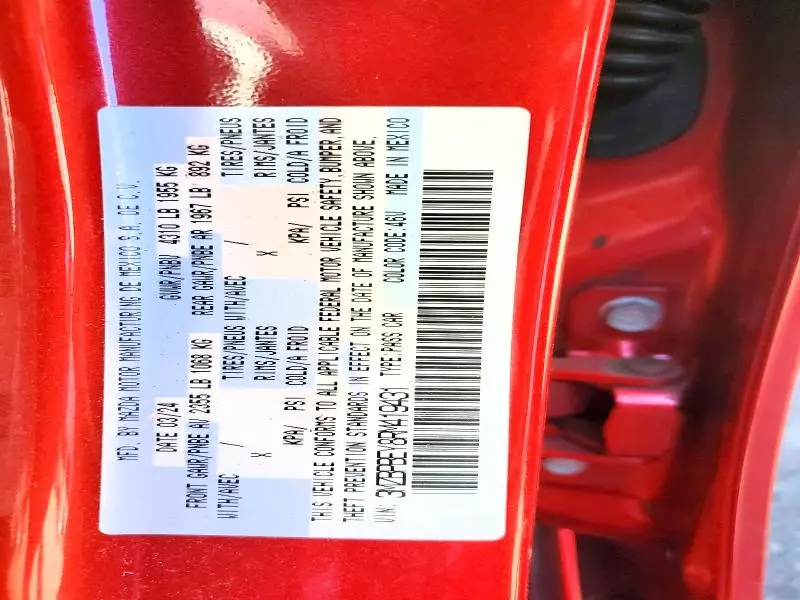 MFD. BY MAZDA MOTOR MANUFACTURING DE MEXICO S.A. DE C.V.
DATE 03/24 GVWR/PNBV 4310 LB 1955 KG
FRONT GAWR/PNBE AV 2355 LB 1068 KG REAR GAWR/PNBE AR 1967 LB 892 KG
WITH/AVEC / TIRES/PNEUS WITH/AVEC / TIRES/PNEUS
X RIMS/JANTES X RIMS/JANTES
KPA/ PSI COLD/A FROID KPA/ PSI COLD/A FROID
THIS VEHICLE CONFORMS TO ALL APPLICABLE FEDERAL MOTOR VEHICLE SAFETY, BUMPER, AND
THEFT PREVENTION STANDARDS IN EFFECT ON THE DATE OF MANUFACTURE SHOWN ABOVE.
VIN: 3MZBPBEY8RM419431 TYPE:PASS CAR COLOR CODE:46V MADE IN MEXICO